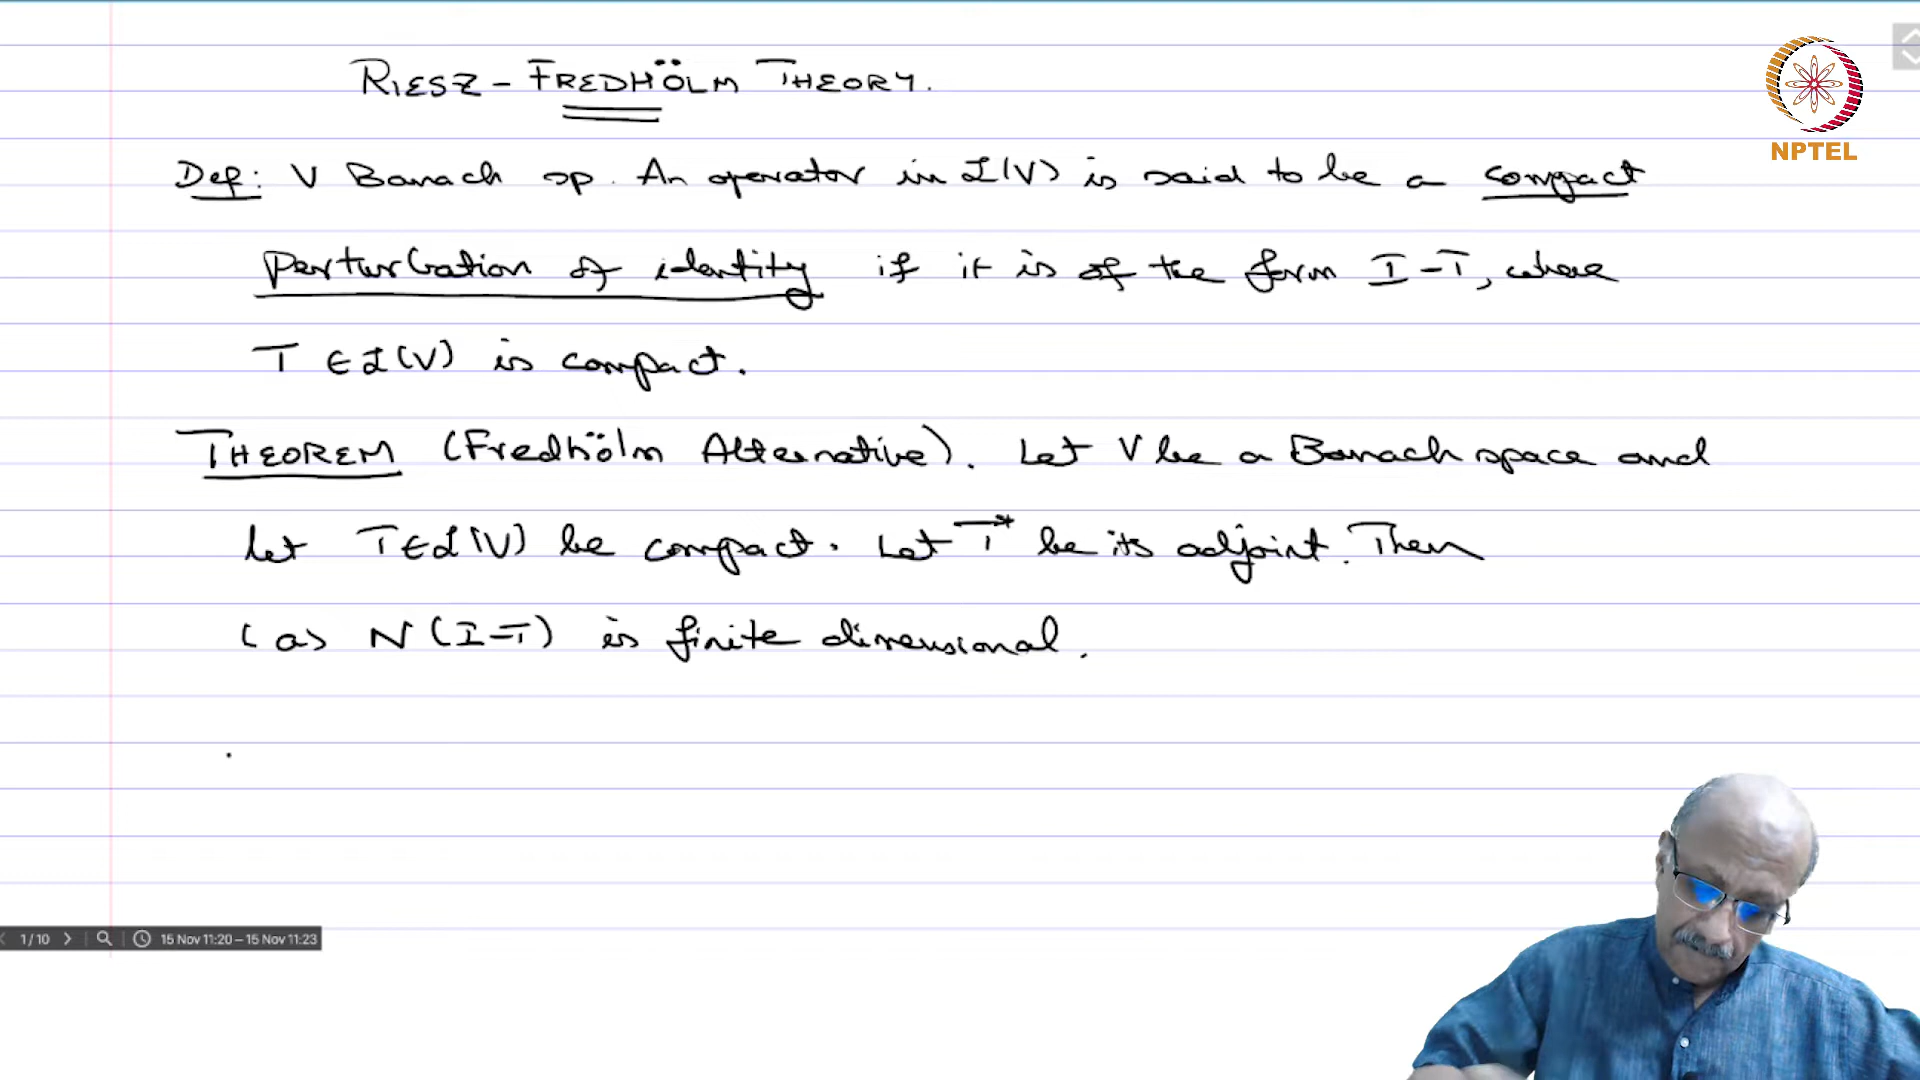 RIESZ - FREDHÖLM THEORY.
NPTEL
Def: V Banach sp. An operator in ℒ(V) is said to be a compact
perturbation of identity if it is of the form I-T, where
T ∈ ℒ(V) is compact.
THEOREM (Fredhölm Alternative). Let V be a Banach space and
let T ∈ ℒ(V) be compact. Let T* be its adjoint. Then
(a) N(I-T) is finite dimensional.
1/10 15 Nov 11:20 – 15 Nov 11:23